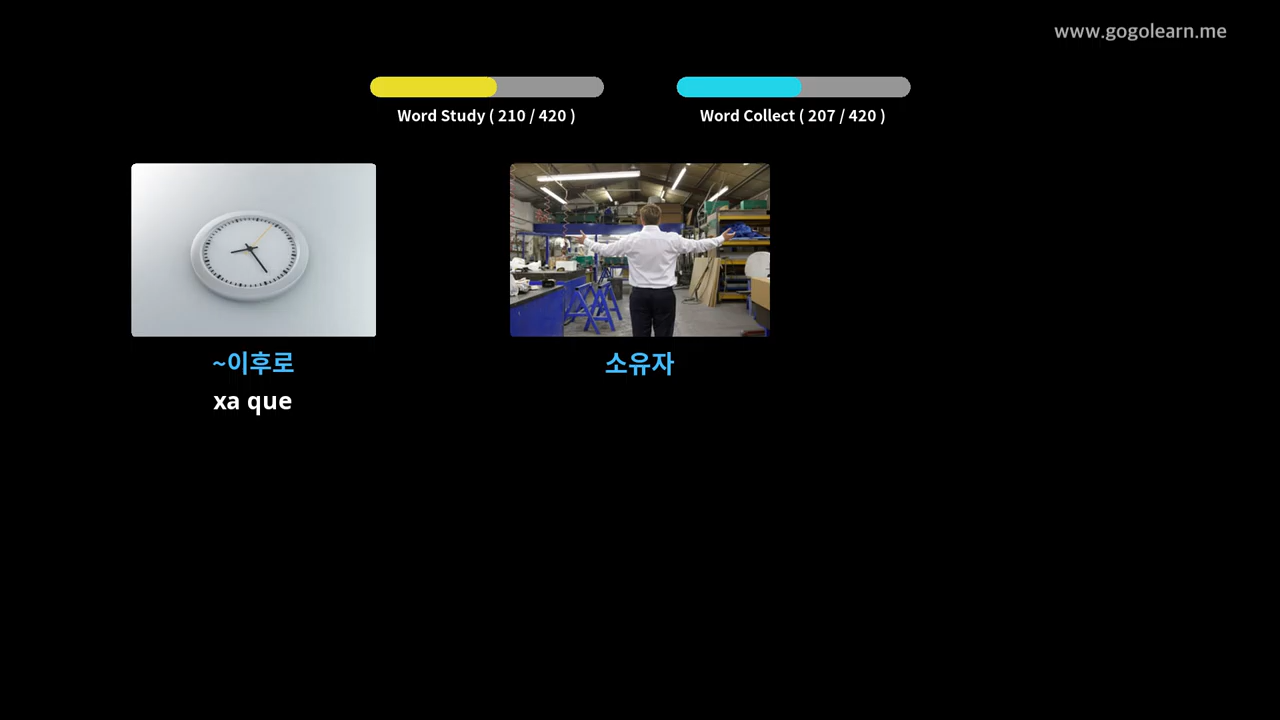 www.gogolearn.me
Word Study ( 210 / 420 )
Word Collect ( 207 / 420 )
~이후로
xa que
소유자